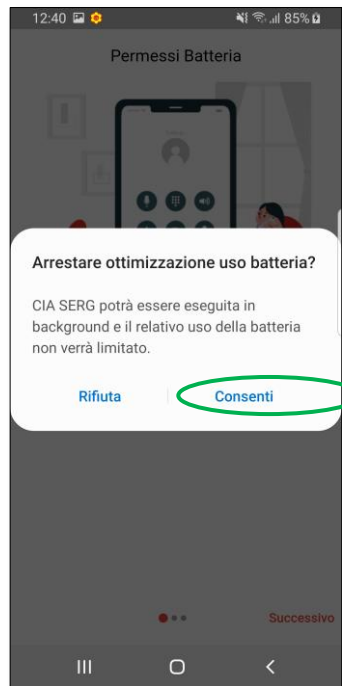 12:40 85%
Permessi Batteria
Arrestare ottimizzazione uso batteria?
CIA SERG potrà essere eseguita in
background e il relativo uso della batteria
non verrà limitato.
Rifiuta Consenti
Successivo